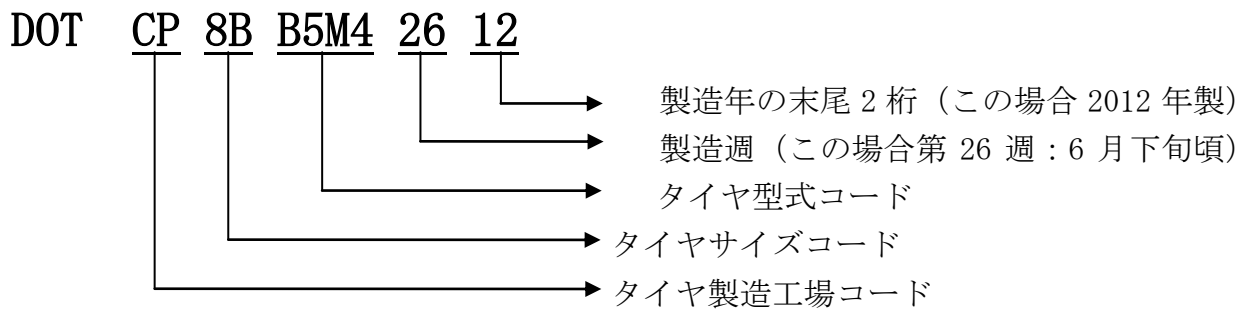 DOT CP 8B B5M4 26 12
製造年の末尾 2 桁（この場合 2012 年製）
製造週（この場合第 26 週：6 月下旬頃）
タイヤ型式コード
タイヤサイズコード
タイヤ製造工場コード